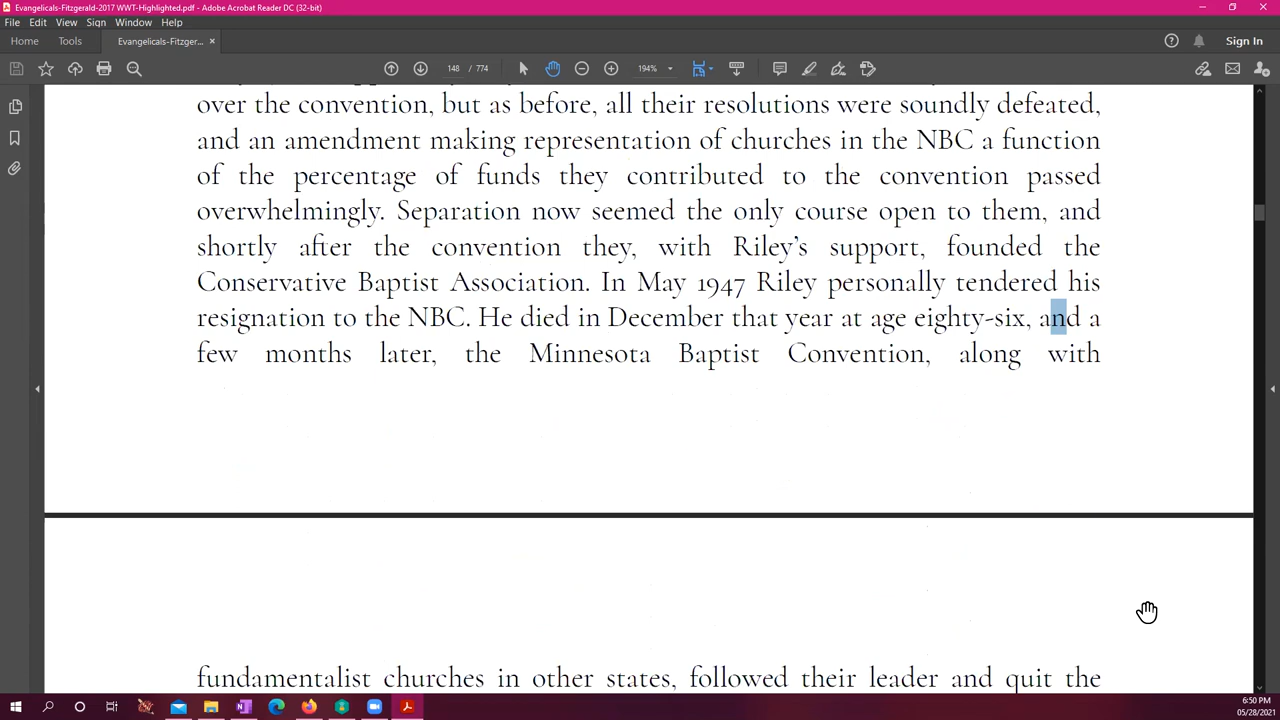 Evangelicals-Fitzgerald-2017 WWT-Highlighted.pdf - Adobe Acrobat Reader DC (32-bit)
File Edit View Sign Window Help
Home Tools Evangelicals-Fitzger... × Sign In
148 / 774 194%
over the convention, but as before, all their resolutions were soundly defeated,
and an amendment making representation of churches in the NBC a function
of the percentage of funds they contributed to the convention passed
overwhelmingly. Separation now seemed the only course open to them, and
shortly after the convention they, with Riley’s support, founded the
Conservative Baptist Association. In May 1947 Riley personally tendered his
resignation to the NBC. He died in December that year at age eighty-six, and a
few months later, the Minnesota Baptist Convention, along with
fundamentalist churches in other states, followed their leader and quit the
6:50 PM
05/28/2021